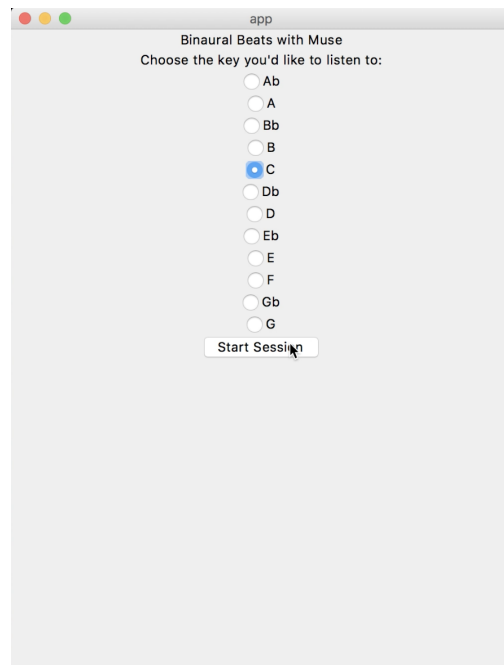 app
Binaural Beats with Muse
Choose the key you'd like to listen to:
Ab
A
Bb
B
C
Db
D
Eb
E
F
Gb
G
Start Session